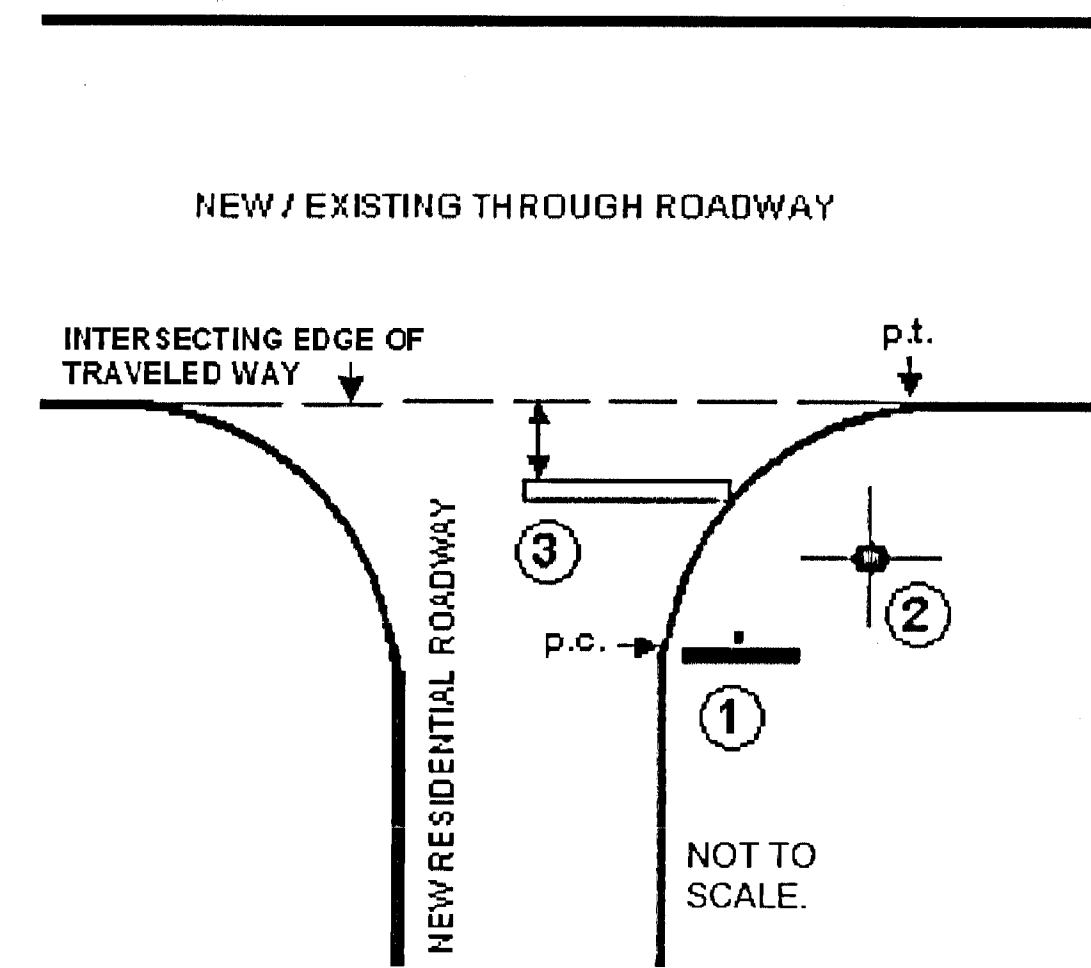 NEW / EXISTING THROUGH ROADWAY
INTERSECTING EDGE OF
TRAVELED WAY
p.t.
3
NEW RESIDENTIAL ROADWAY
2
p.c.
1
NOT TO
SCALE.